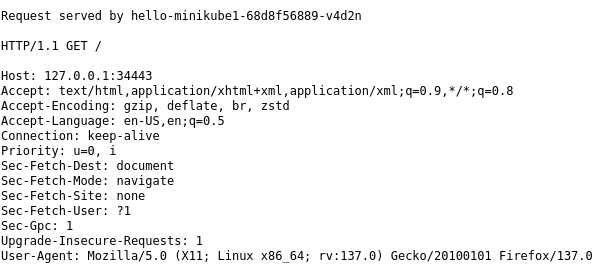 Request served by hello-minikube1-68d8f56889-v4d2n
HTTP/1.1 GET /
Host: 127.0.0.1:34443
Accept: text/html,application/xhtml+xml,application/xml;q=0.9,*/*;q=0.8
Accept-Encoding: gzip, deflate, br, zstd
Accept-Language: en-US,en;q=0.5
Connection: keep-alive
Priority: u=0, i
Sec-Fetch-Dest: document
Sec-Fetch-Mode: navigate
Sec-Fetch-Site: none
Sec-Fetch-User: ?1
Sec-Gpc: 1
Upgrade-Insecure-Requests: 1
User-Agent: Mozilla/5.0 (X11; Linux x86_64; rv:137.0) Gecko/20100101 Firefox/137.0